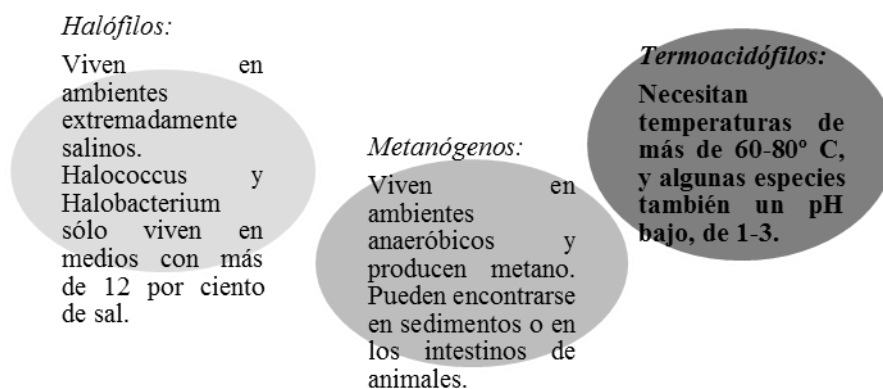 Halófilos:
Viven en
ambientes
extremadamente
salinos.
Halococcus y
Halobacterium
sólo viven en
medios con más
de 12 por ciento
de sal.
Metanógenos:
Viven en
ambientes
anaeróbicos y
producen metano.
Pueden encontrarse
en sedimentos o en
los intestinos de
animales.
Termoacidófilos:
Necesitan
temperaturas de
más de 60-80º C,
y algunas especies
también un pH
bajo, de 1-3.